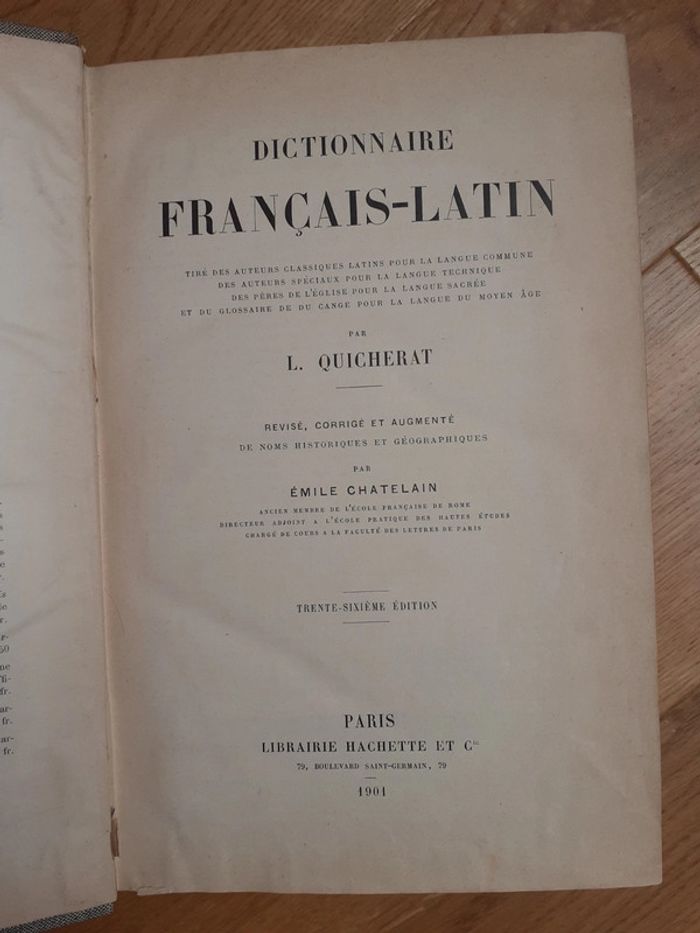 DICTIONNAIRE
FRANÇAIS-LATIN
TIRÉ DES AUTEURS CLASSIQUES LATINS POUR LA LANGUE COMMUNE
DES AUTEURS SPÉCIAUX POUR LA LANGUE TECHNIQUE
DES PÈRES DE L'ÉGLISE POUR LA LANGUE SACRÉE
ET DU GLOSSAIRE DE DU CANGE POUR LA LANGUE DU MOYEN ÂGE
PAR
L. QUICHERAT
REVISÉ, CORRIGÉ ET AUGMENTÉ
DE NOMS HISTORIQUES ET GÉOGRAPHIQUES
PAR
ÉMILE CHATELAIN
ANCIEN MEMBRE DE L'ÉCOLE FRANÇAISE DE ROME
DIRECTEUR ADJOINT A L'ÉCOLE PRATIQUE DES HAUTES ÉTUDES
CHARGÉ DE COURS A LA FACULTÉ DES LETTRES DE PARIS
TRENTE-SIXIÈME ÉDITION
PARIS
LIBRAIRIE HACHETTE ET Cie
79, BOULEVARD SAINT-GERMAIN, 79
1901